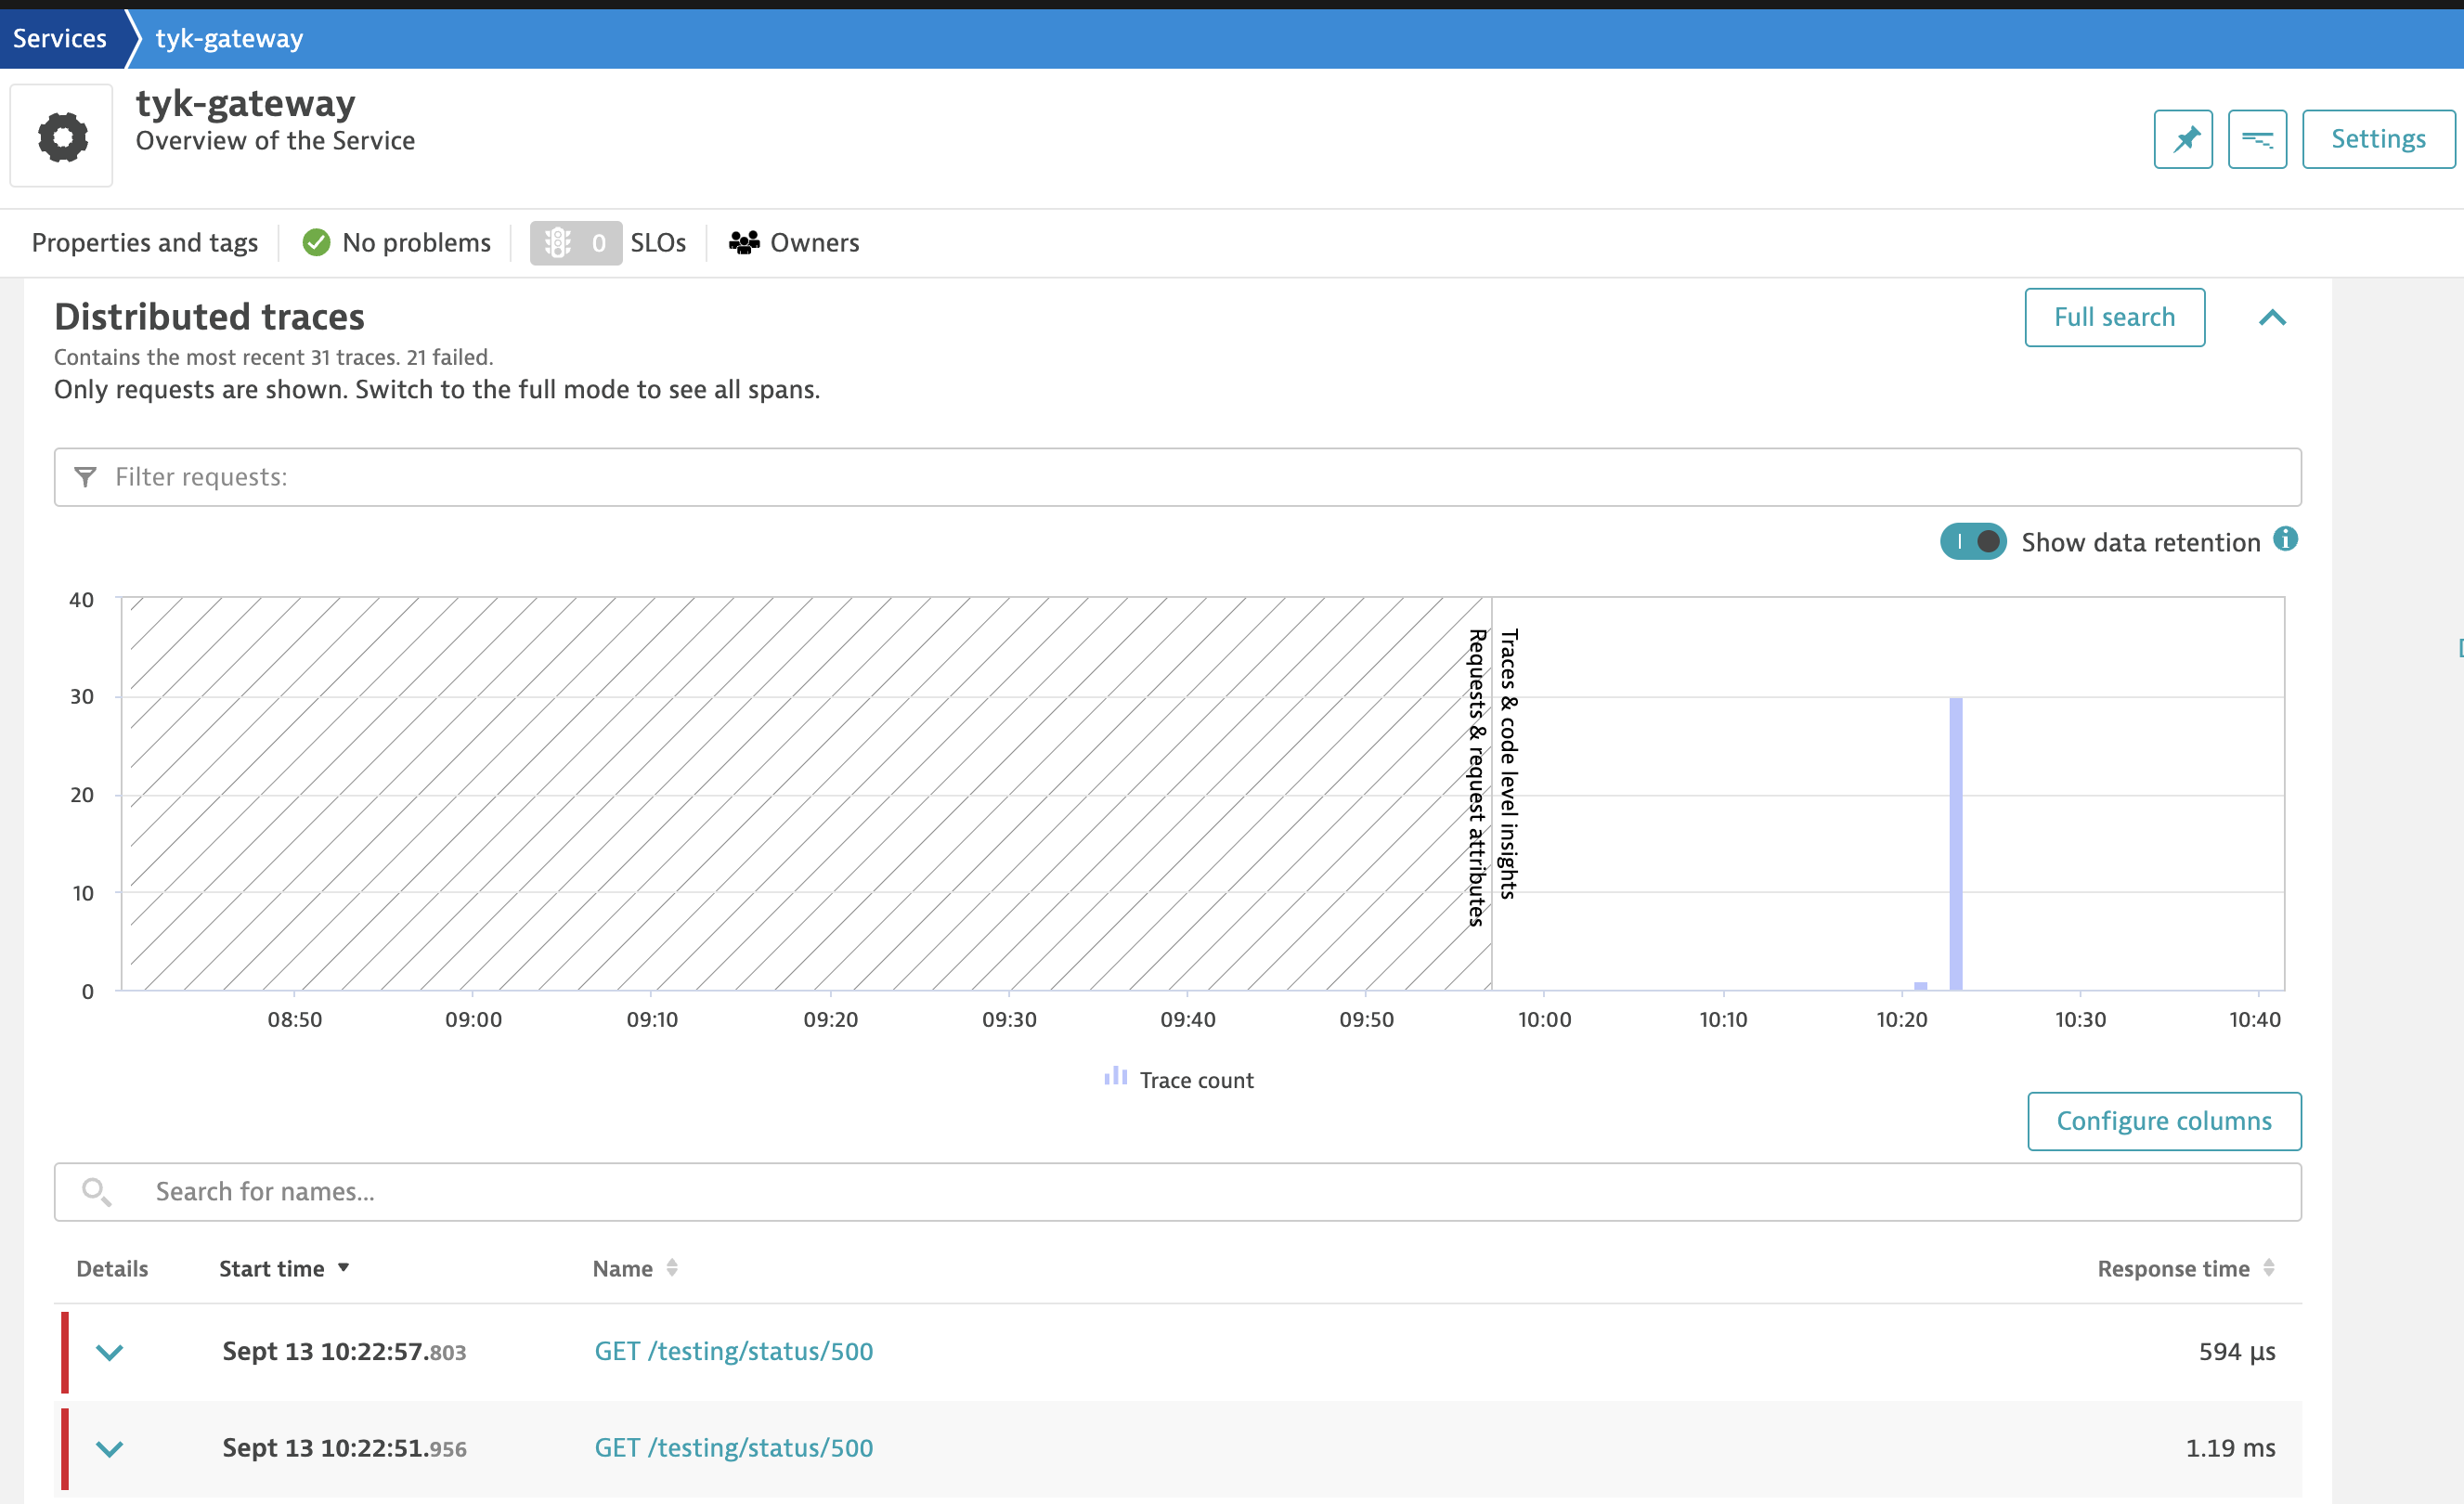 Services
tyk-gateway
tyk-gateway
Overview of the Service
Settings
Properties and tags
No problems
0
SLOs
Owners
Distributed traces
Full search
Contains the most recent 31 traces. 21 failed.
Only requests are shown. Switch to the full mode to see all spans.
Filter requests:
Show data retention
40
30
20
10
0
Requests & request attributes
Traces & code level insights
08:50
09:00
09:10
09:20
09:30
09:40
09:50
10:00
10:10
10:20
10:30
10:40
Trace count
Configure columns
Search for names...
Details Start time Name Response time
Sept 13 10:22:57.803 GET /testing/status/500 594 µs
Sept 13 10:22:51.956 GET /testing/status/500 1.19 ms